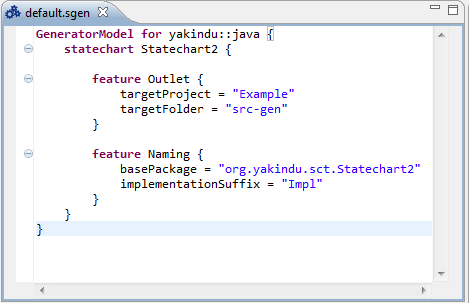 default.sgen
GeneratorModel for yakindu::java {
    statechart Statechart2 {

        feature Outlet {
            targetProject = "Example"
            targetFolder = "src-gen"
        }

        feature Naming {
            basePackage = "org.yakindu.sct.Statechart2"
            implementationSuffix = "Impl"
        }
    }
}